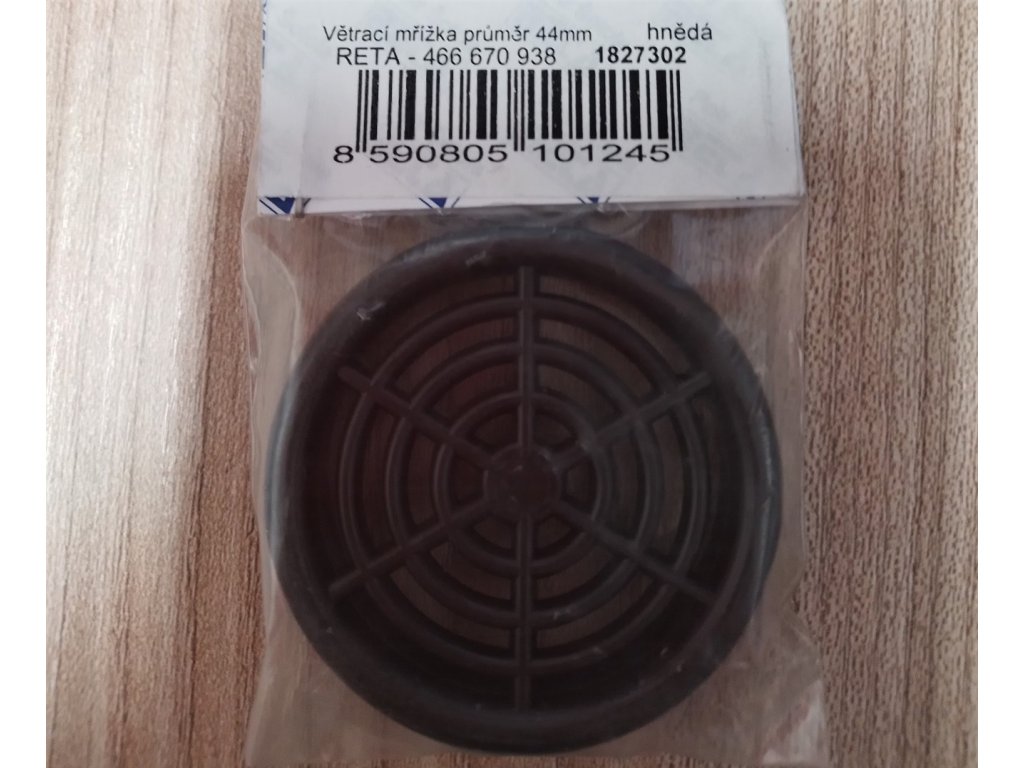 Větrací mřížka průměr 44mm hnědá
RETA - 466 670 938 1827302
8 590805 101245